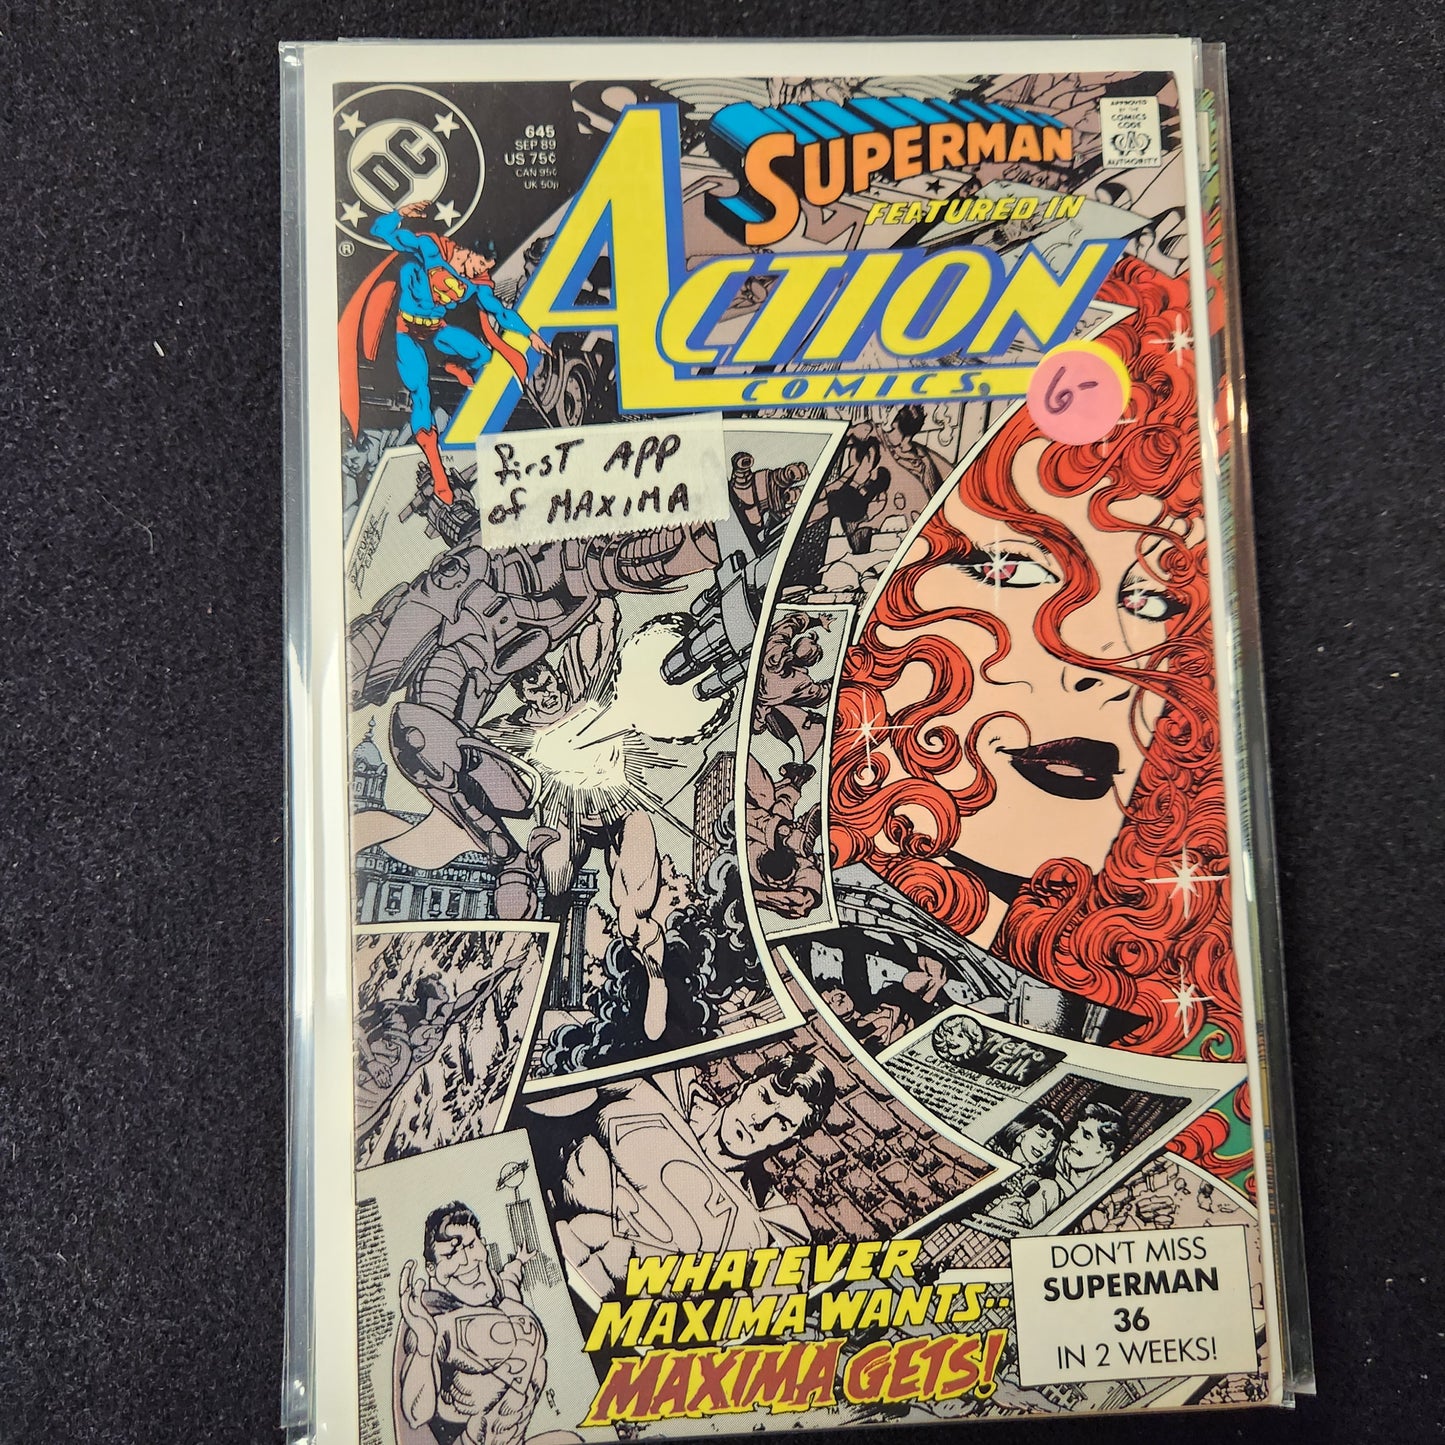 DC
®
645
SEP 89
US 75¢
CAN 95¢
UK 50p
SUPERMAN
FEATURED IN
ACTION
COMICS
APPROVED
BY THE
COMICS
CODE
A
AUTHORITY
6-
first APP
of MAXIMA
METRO
TALK
WHATEVER
MAXIMA WANTS--
MAXIMA GETS!
DON'T MISS
SUPERMAN
36
IN 2 WEEKS!